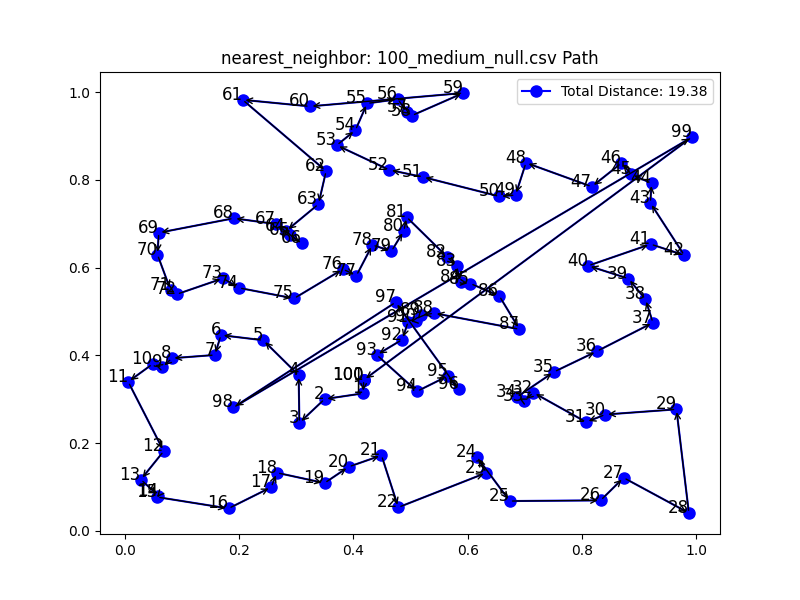 nearest_neighbor: 100_medium_null.csv Path
Total Distance: 19.38
1.0
0.8
0.6
0.4
0.2
0.0
0.0 0.2 0.4 0.6 0.8 1.0
61 60 55 56 59
54 53 99
62 52 51 50 49 48 47 46
63 43
81 80 79 78
67 68 69 70
41 40 42 39 38 37 36 35
73 75 76 82
86 87
97 92 93 94 95 96
98 100
6 5 7 8 9 10 11 4 3 2
34 32 31 30 29
12 13 16 17 18 19 20 21 22
24 23 25 26 27 28